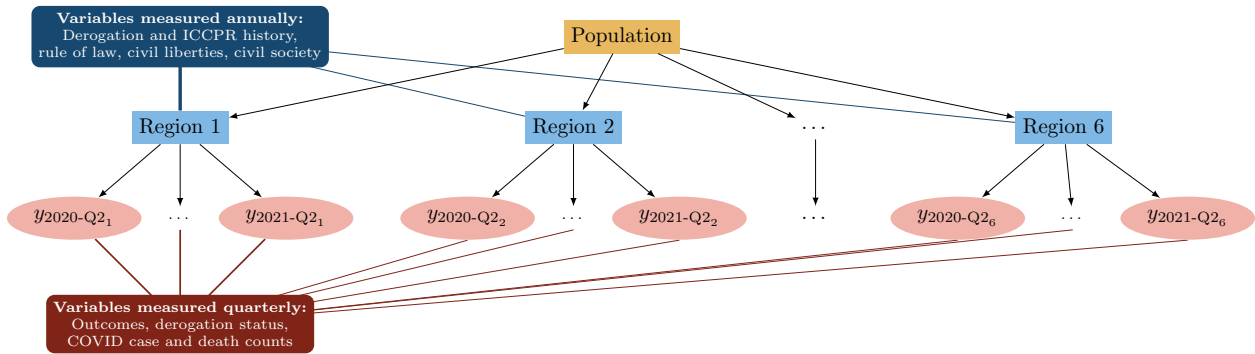 Variables measured annually:
Derogation and ICCPR history,
rule of law, civil liberties, civil society
Population
Region 1
Region 2
...
Region 6
y2020-Q2₁
...
y2021-Q2₁
y2020-Q2₂
...
y2021-Q2₂
...
y2020-Q2₆
...
y2021-Q2₆
Variables measured quarterly:
Outcomes, derogation status,
COVID case and death counts